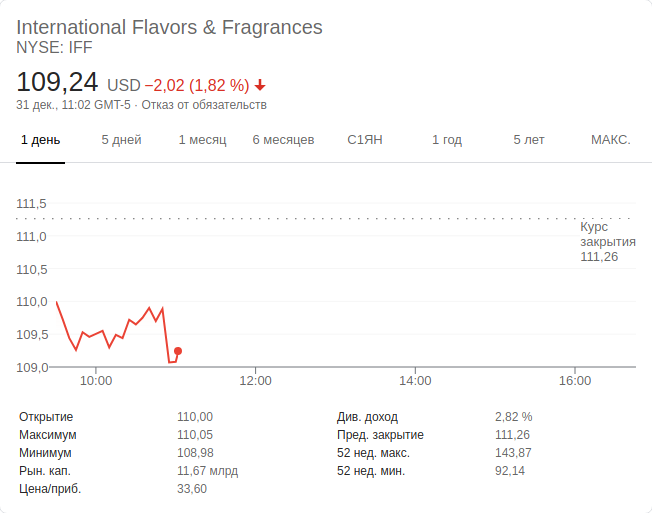 International Flavors & Fragrances
NYSE: IFF
109,24 USD −2,02 (1,82 %)
31 дек., 11:02 GMT-5 · Отказ от обязательств
1 день 5 дней 1 месяц 6 месяцев С1ЯН 1 год 5 лет МАКС.
111,5
Курс
111,0
закрытия
111,26
110,5
110,0
109,5
109,0
10:00 12:00 14:00 16:00
Открытие 110,00 Див. доход 2,82 %
Максимум 110,05 Пред. закрытие 111,26
Минимум 108,98 52 нед. макс. 143,87
Рын. кап. 11,67 млрд 52 нед. мин. 92,14
Цена/приб. 33,60